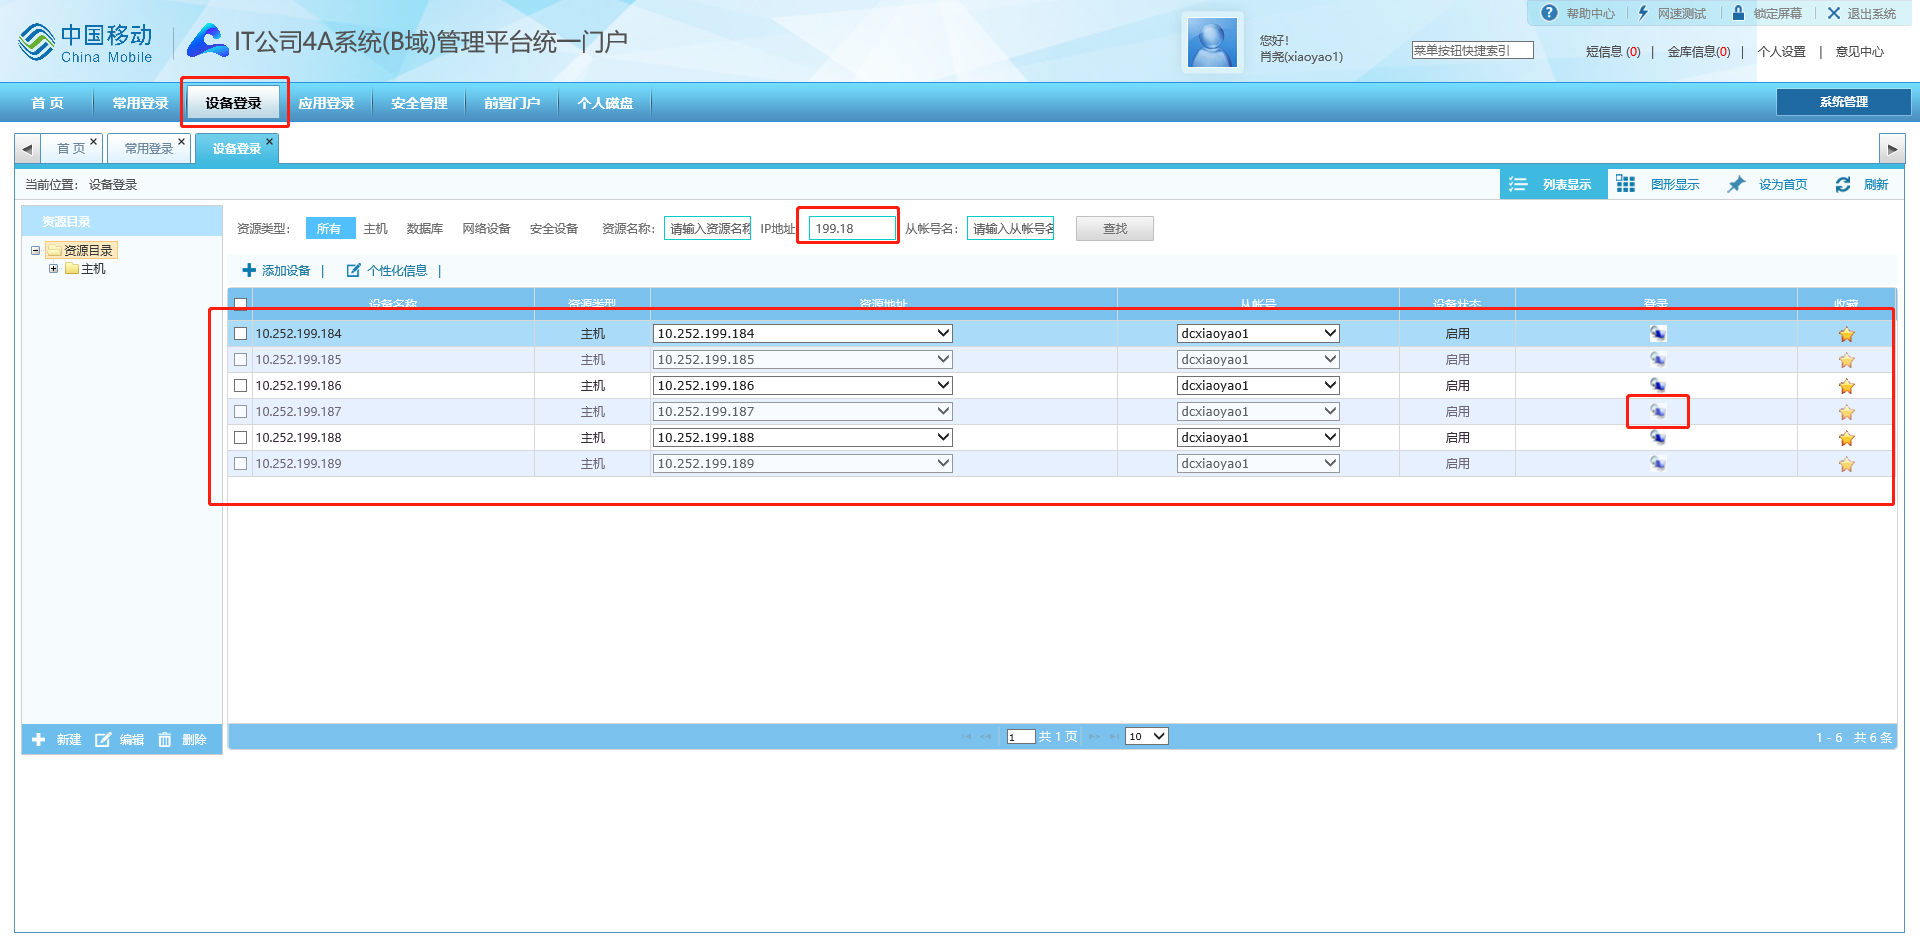 帮助中心 网速测试 锁定屏幕 退出系统
中国移动
China Mobile
IT公司4A系统(B域)管理平台统一门户
您好!
肖尧(xiaoyao1)
菜单按钮快捷索引
短信息 (0) | 金库信息(0) | 个人设置 | 意见中心
首 页 常用登录 设备登录 应用登录 安全管理 前置门户 个人磁盘 系统管理
首 页 常用登录 设备登录
当前位置: 设备登录 列表显示 图形显示 设为首页 刷新
资源目录
资源目录
主机
资源类型: 所有 主机 数据库 网络设备 安全设备 资源名称: 请输入资源名称 IP地址 199.18 从帐号名: 请输入从帐号名 查找
添加设备 | 个性化信息 |
设备名称 资源类型 资源地址 从帐号 设备状态 登录 收藏
10.252.199.184 主机 10.252.199.184 dcxiaoyao1 启用
10.252.199.185 主机 10.252.199.185 dcxiaoyao1 启用
10.252.199.186 主机 10.252.199.186 dcxiaoyao1 启用
10.252.199.187 主机 10.252.199.187 dcxiaoyao1 启用
10.252.199.188 主机 10.252.199.188 dcxiaoyao1 启用
10.252.199.189 主机 10.252.199.189 dcxiaoyao1 启用
新建 编辑 删除
1 共 1 页 10 1 - 6 共 6 条